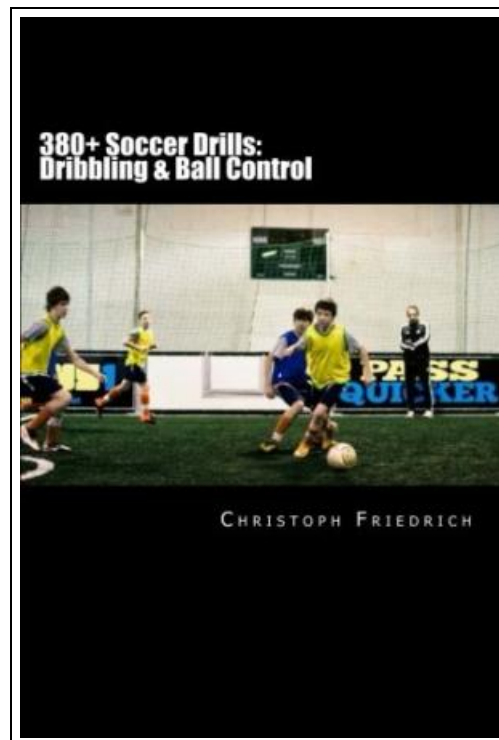 380+ Soccer Drills:
Dribbling & Ball Control
PASS
QUICKER
CHRISTOPH FRIEDRICH